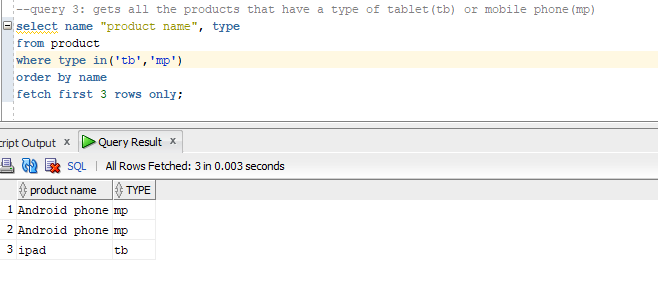 --query 3: gets all the products that have a type of tablet(tb) or mobile phone(mp)
select name "product name", type
from product
where type in('tb','mp')
order by name
fetch first 3 rows only;
cript Output x Query Result x
SQL | All Rows Fetched: 3 in 0.003 seconds
product name TYPE
1 Android phone mp
2 Android phone mp
3 ipad tb